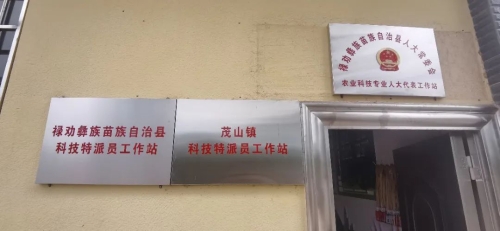 禄劝彝族苗族自治县人大常委会
农业科技专业人大代表工作站
禄劝彝族苗族自治县
科技特派员工作站
茂山镇
科技特派员工作站